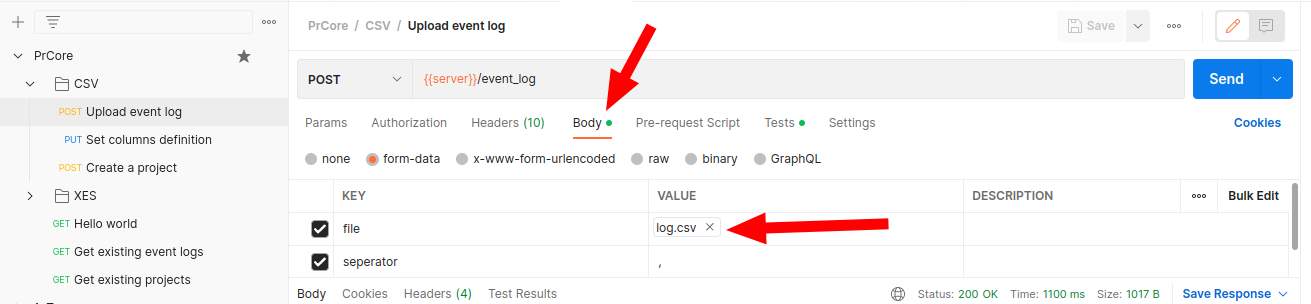 PrCore
CSV
POST Upload event log
PUT Set columns definition
POST Create a project
XES
GET Hello world
GET Get existing event logs
GET Get existing projects
PrCore / CSV / Upload event log
Save
POST
{{server}}/event_log
Send
Params Authorization Headers (10) Body Pre-request Script Tests Settings Cookies
none form-data x-www-form-urlencoded raw binary GraphQL
KEY VALUE DESCRIPTION Bulk Edit
file log.csv
seperator ,
Body Cookies Headers (4) Test Results Status: 200 OK Time: 1100 ms Size: 1017 B Save Response